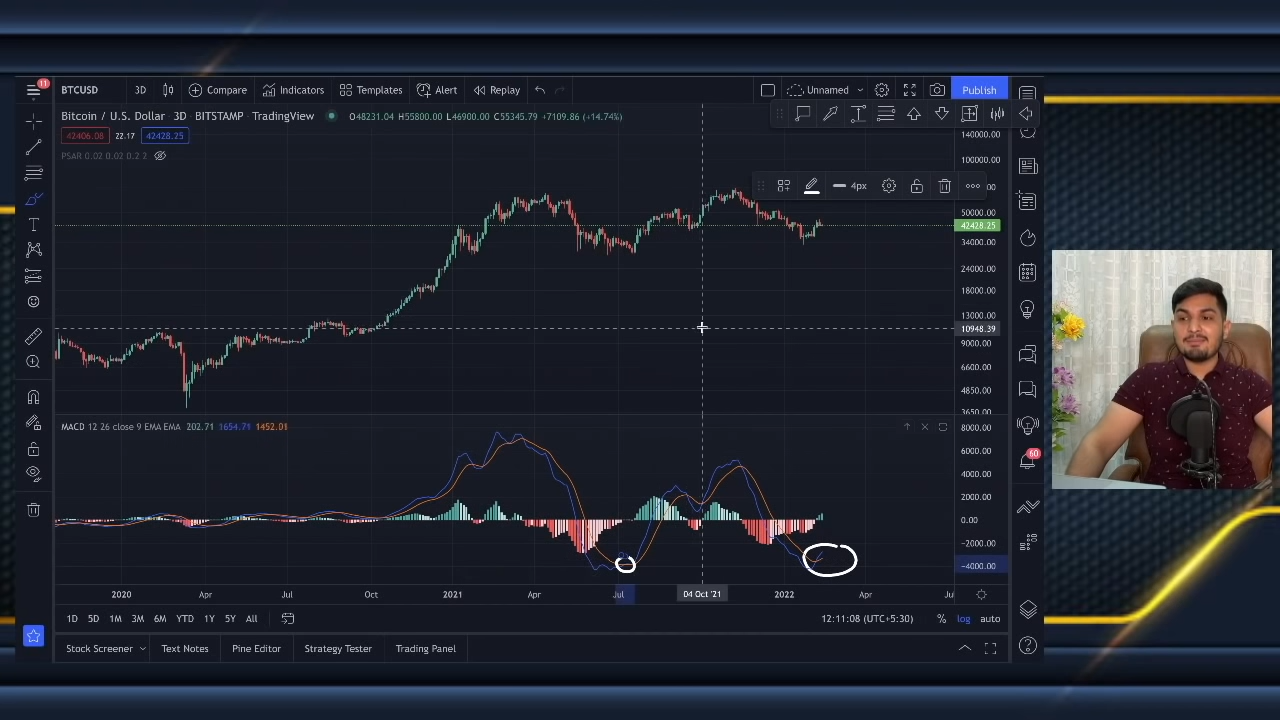 11
BTCUSD 3D Compare Indicators Templates Alert Replay Unnamed Publish
Bitcoin / U.S. Dollar · 3D · BITSTAMP · TradingView O48231.04 H55800.00 L46900.00 C55345.79 +7109.86 (+14.74%)
42406.08 22.17 42428.25
PSAR 0.02 0.02 0.2 2
4px
140000.00
100000.00
50000.00
42428.25
34000.00
24000.00
18000.00
13000.00
10948.39
9000.00
6600.00
4850.00
3650.00
MACD 12 26 close 9 EMA EMA 202.71 1654.71 1452.01
8000.00
6000.00
4000.00
2000.00
0.00
−2000.00
−4000.00
60
2020 Apr Jul Oct 2021 Apr Jul 04 Oct '21 2022 Apr
1D 5D 1M 3M 6M YTD 1Y 5Y All 12:11:08 (UTC+5:30) % log auto
Stock Screener Text Notes Pine Editor Strategy Tester Trading Panel